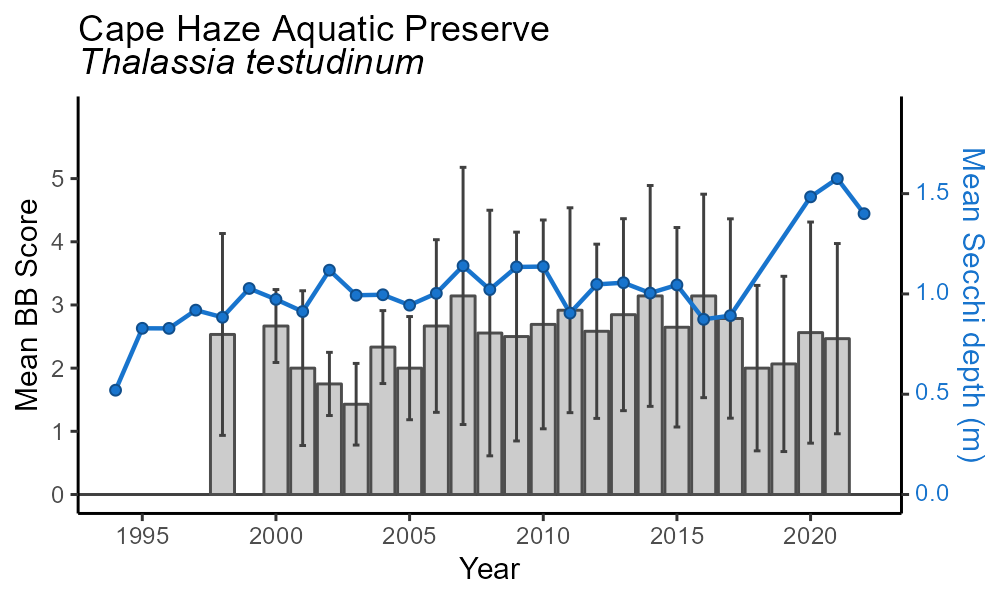 Cape Haze Aquatic Preserve
Thalassia testudinum
Mean BB Score
5
4
3
2
1
0
1.5
1.0
0.5
0.0
Mean Secchi depth (m)
1995 2000 2005 2010 2015 2020
Year